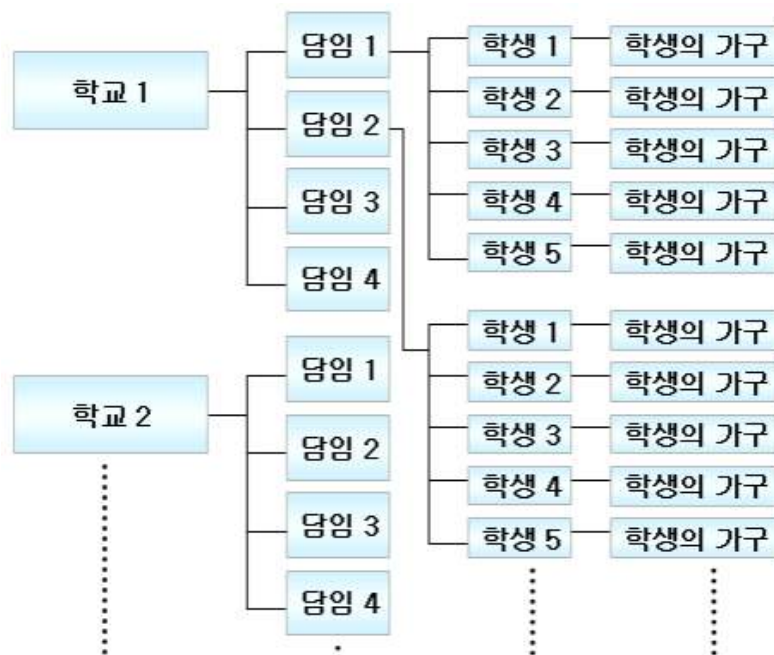 학교 1
담임 1
담임 2
담임 3
담임 4
학생 1 학생의 가구
학생 2 학생의 가구
학생 3 학생의 가구
학생 4 학생의 가구
학생 5 학생의 가구
학생 1 학생의 가구
학생 2 학생의 가구
학생 3 학생의 가구
학생 4 학생의 가구
학생 5 학생의 가구
학교 2
담임 1
담임 2
담임 3
담임 4